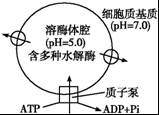 细胞质基质
(pH=7.0)
溶酶体腔
(pH=5.0)
含多种水解酶
质子泵
ATP
ADP+Pi